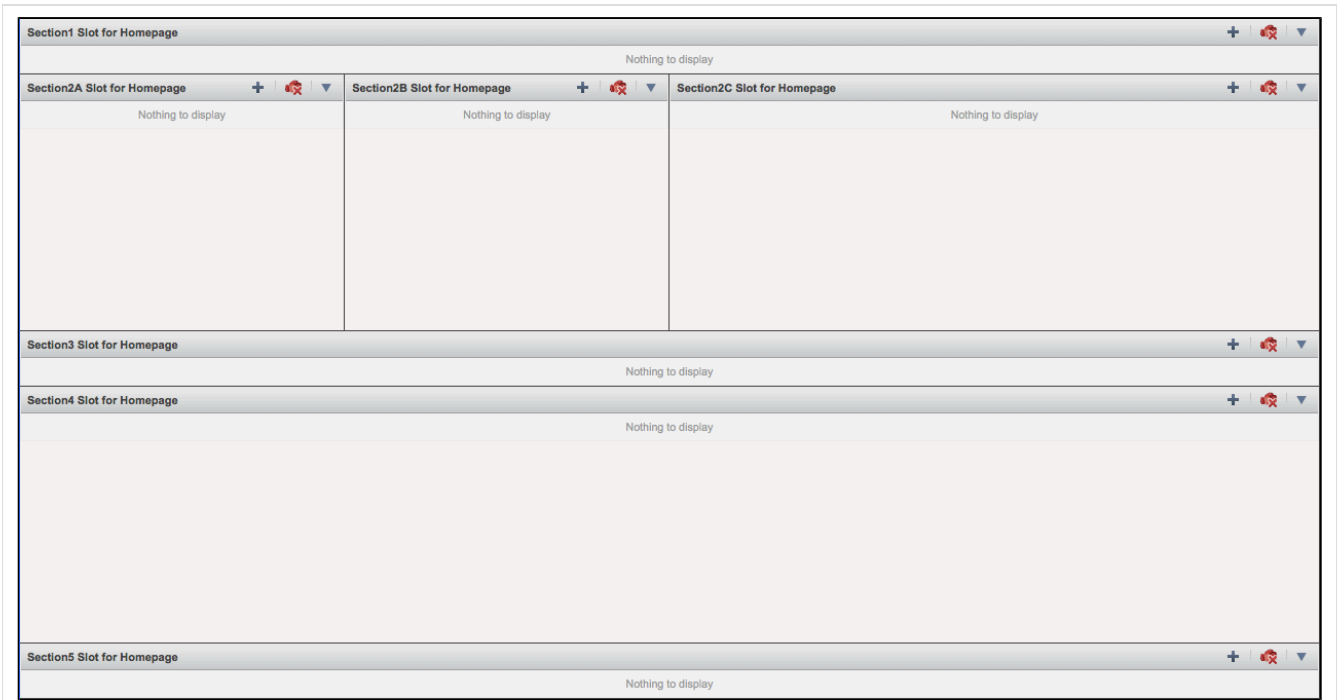 Section1 Slot for Homepage
Nothing to display
Section2A Slot for Homepage
Nothing to display
Section2B Slot for Homepage
Nothing to display
Section2C Slot for Homepage
Nothing to display
Section3 Slot for Homepage
Nothing to display
Section4 Slot for Homepage
Nothing to display
Section5 Slot for Homepage
Nothing to display